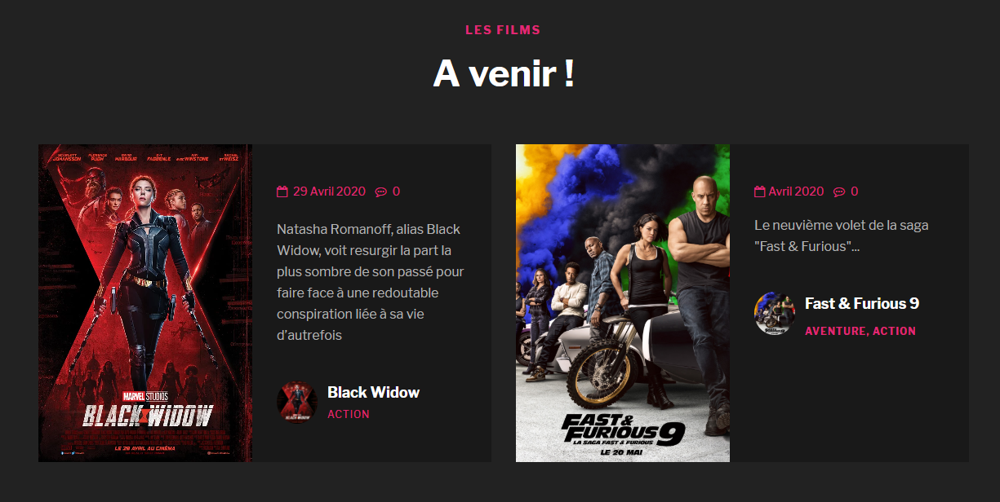 LES FILMS
A venir !
SCARLETT JOHANSSON FLORENCE PUGH DAVID HARBOUR O-T FAGBENLE RAY WINSTONE RACHEL WEISZ
MARVEL STUDIOS
BLACK WIDOW
LE 29 AVRIL AU CINÉMA
29 Avril 2020 0
Natasha Romanoff, alias Black
Widow, voit resurgir la part la
plus sombre de son passé pour
faire face à une redoutable
conspiration liée à sa vie
d'autrefois
Black Widow
ACTION
FAST &
FURIOUS 9
LA SAGA FAST & FURIOUS
LE 20 MAI
Avril 2020 0
Le neuvième volet de la saga
"Fast & Furious"...
Fast & Furious 9
AVENTURE, ACTION